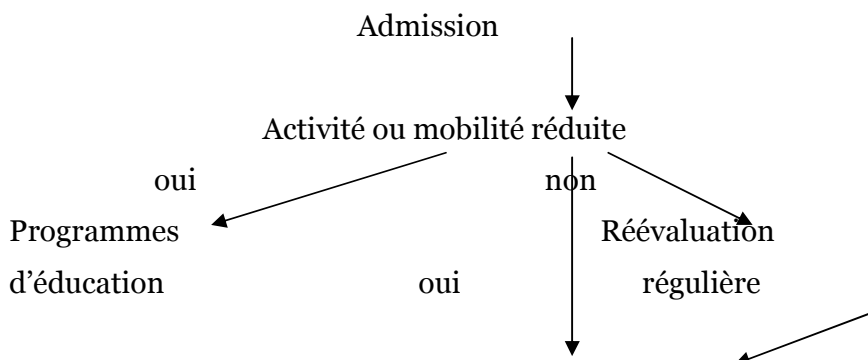 Admission
Activité ou mobilité réduite
oui non
Programmes Réévaluation
d’éducation oui régulière